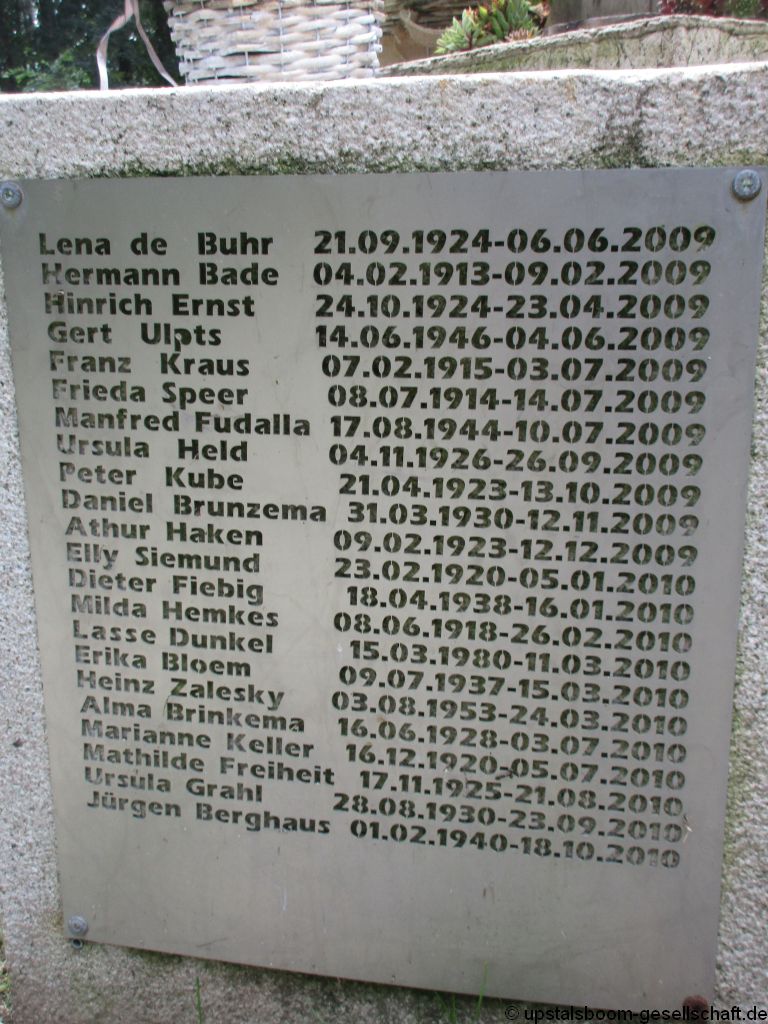 Lena de Buhr 21.09.1924-06.06.2009
Hermann Bade 04.02.1913-09.02.2009
Hinrich Ernst 24.10.1924-23.04.2009
Gert Ulpts 14.06.1946-04.06.2009
Franz Kraus 07.02.1915-03.07.2009
Frieda Speer 08.07.1914-14.07.2009
Manfred Fudalla 17.08.1944-10.07.2009
Ursula Held 04.11.1926-26.09.2009
Peter Kube 21.04.1923-13.10.2009
Daniel Brunzema 31.03.1930-12.11.2009
Athur Haken 09.02.1923-12.12.2009
Elly Siemund 23.02.1920-05.01.2010
Dieter Fiebig 18.04.1938-16.01.2010
Milda Hemkes 08.06.1918-26.02.2010
Lasse Dunkel 15.03.1980-11.03.2010
Erika Bloem 09.07.1937-15.03.2010
Heinz Zalesky 03.08.1953-24.03.2010
Alma Brinkema 16.06.1928-03.07.2010
Marianne Keller 16.12.1920-05.07.2010
Mathilde Freiheit 17.11.1925-21.08.2010
Ursula Grahl 28.08.1930-23.09.2010
Jürgen Berghaus 01.02.1940-18.10.2010
© upstalsboom-gesellschaft.de